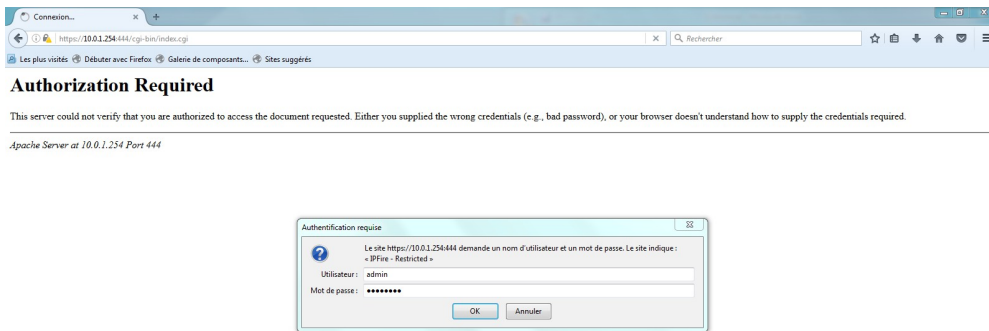 Connexion...
https://10.0.1.254:444/cgi-bin/index.cgi
Rechercher
Les plus visités Débuter avec Firefox Galerie de composants... Sites suggérés
Authorization Required
This server could not verify that you are authorized to access the document requested. Either you supplied the wrong credentials (e.g., bad password), or your browser doesn't understand how to supply the credentials required.
Apache Server at 10.0.1.254 Port 444
Authentification requise
Le site https://10.0.1.254:444 demande un nom d'utilisateur et un mot de passe. Le site indique :
« IPFire - Restricted »
Utilisateur : admin
Mot de passe : ••••••••
OK Annuler